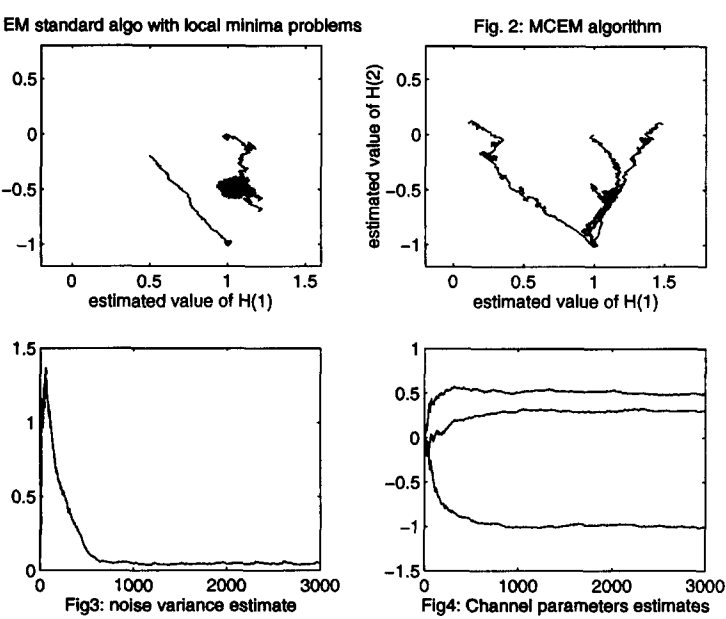 EM standard algo with local minima problems
0.5
0
−0.5
−1
0 0.5 1 1.5
estimated value of H(1)
Fig. 2: MCEM algorithm
estimated value of H(2)
0.5
0
−0.5
−1
0 0.5 1 1.5
estimated value of H(1)
1.5
1
0.5
0
0 1000 2000 3000
Fig3: noise variance estimate
1
0.5
0
−0.5
−1
−1.5
0 1000 2000 3000
Fig4: Channel parameters estimates